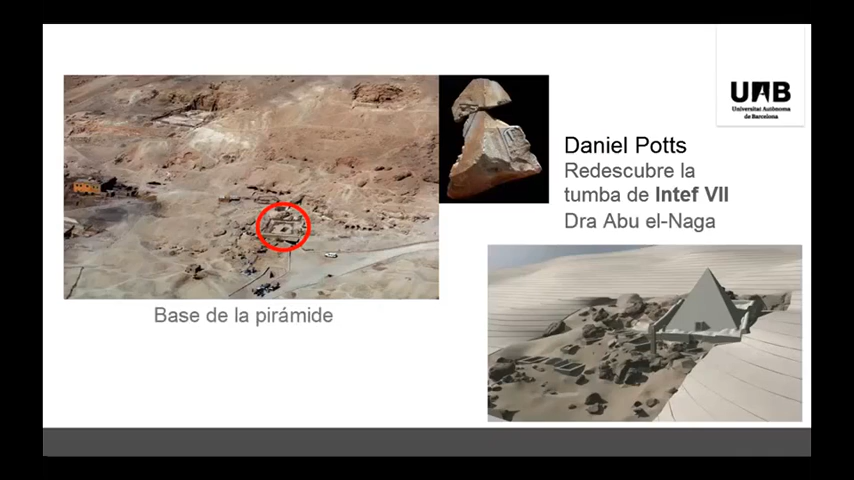 UAB
Universitat Autònoma
de Barcelona
Daniel Potts
Redescubre la
tumba de Intef VII
Dra Abu el-Naga
Base de la pirámide